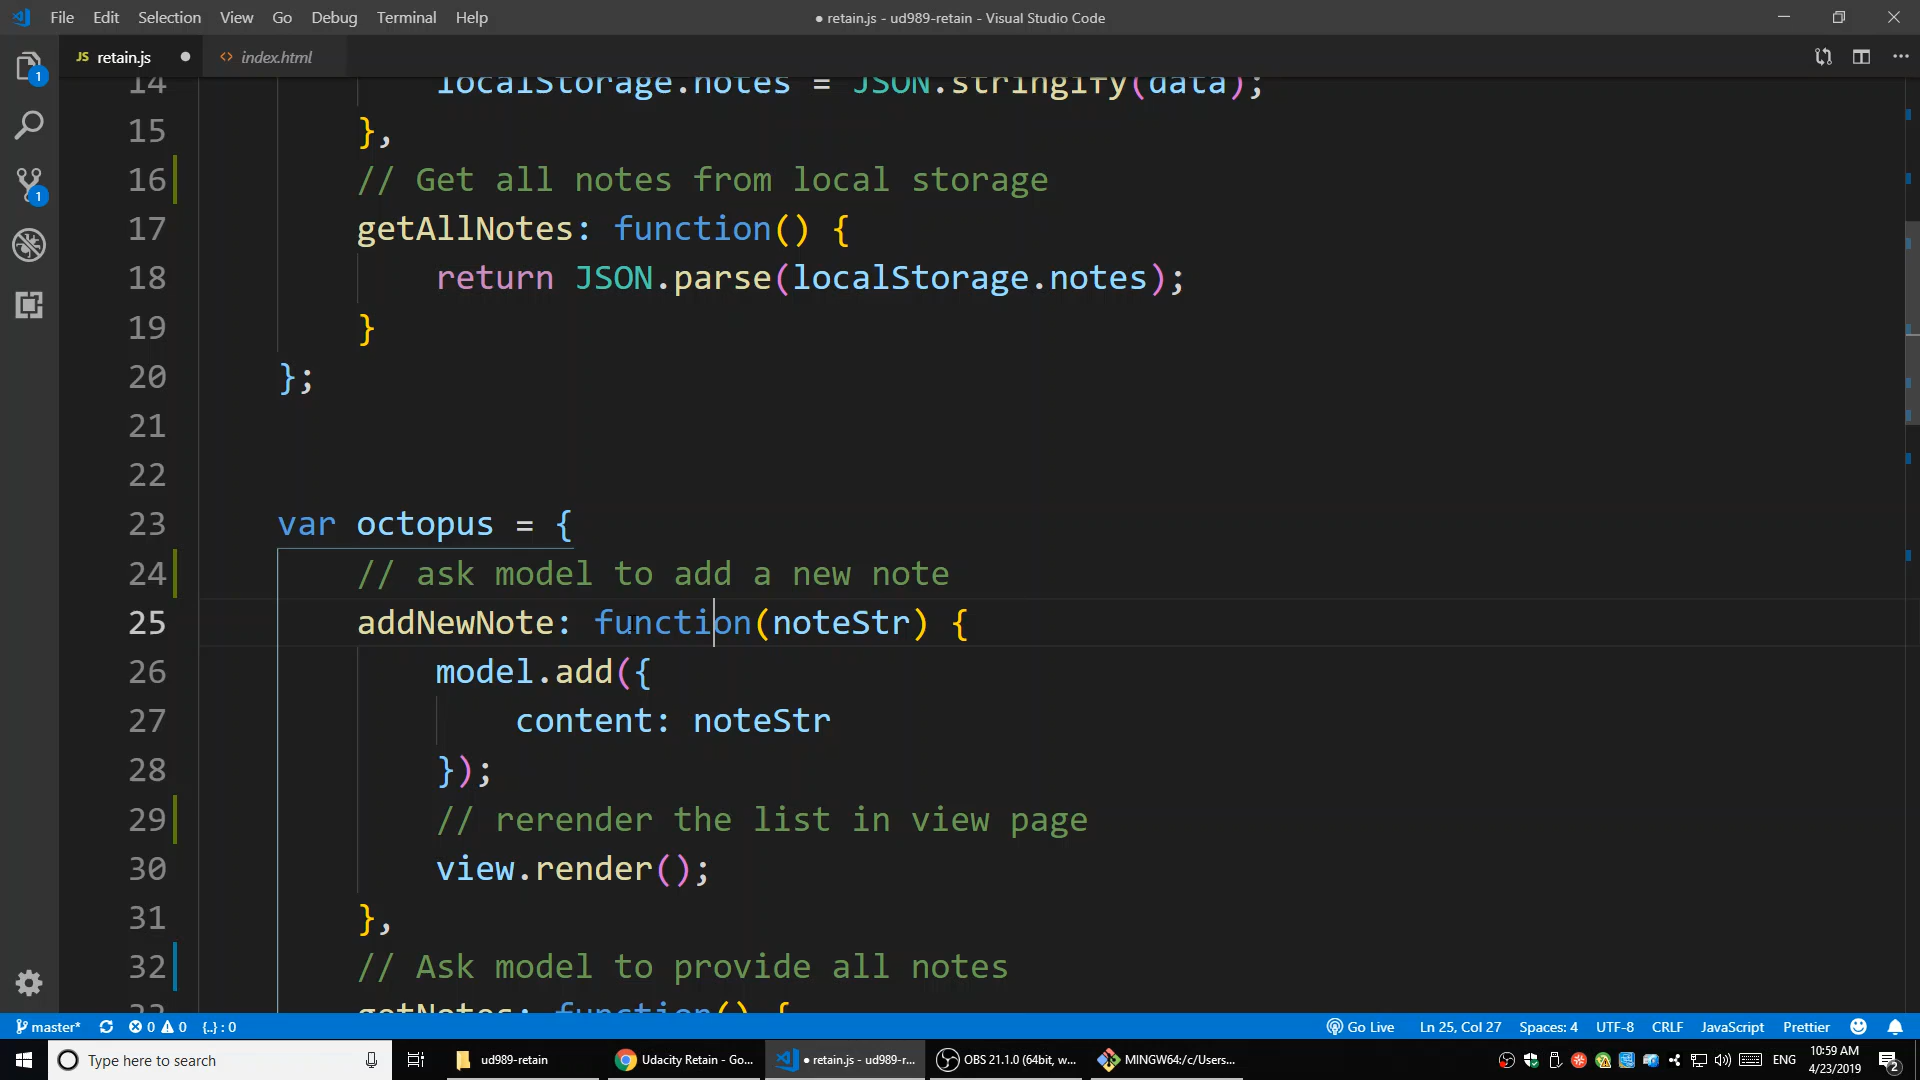 File Edit Selection View Go Debug Terminal Help
● retain.js - ud989-retain - Visual Studio Code
JS retain.js ●
<> index.html
1
1
14 localStorage.notes = JSON.stringify(data);
15 },
16 // Get all notes from local storage
17 getAllNotes: function() {
18 return JSON.parse(localStorage.notes);
19 }
20 };
21
22
23 var octopus = {
24 // ask model to add a new note
25 addNewNote: function(noteStr) {
26 model.add({
27 content: noteStr
28 });
29 // rerender the list in view page
30 view.render();
31 },
32 // Ask model to provide all notes
33 getNotes: function() {
master* 0 0 {..} : 0
Go Live Ln 25, Col 27 Spaces: 4 UTF-8 CRLF JavaScript Prettier
Type here to search
ud989-retain
Udacity Retain - Go...
● retain.js - ud989-r...
OBS 21.1.0 (64bit, w...
MINGW64:/c/Users...
ENG
10:59 AM
4/23/2019
2